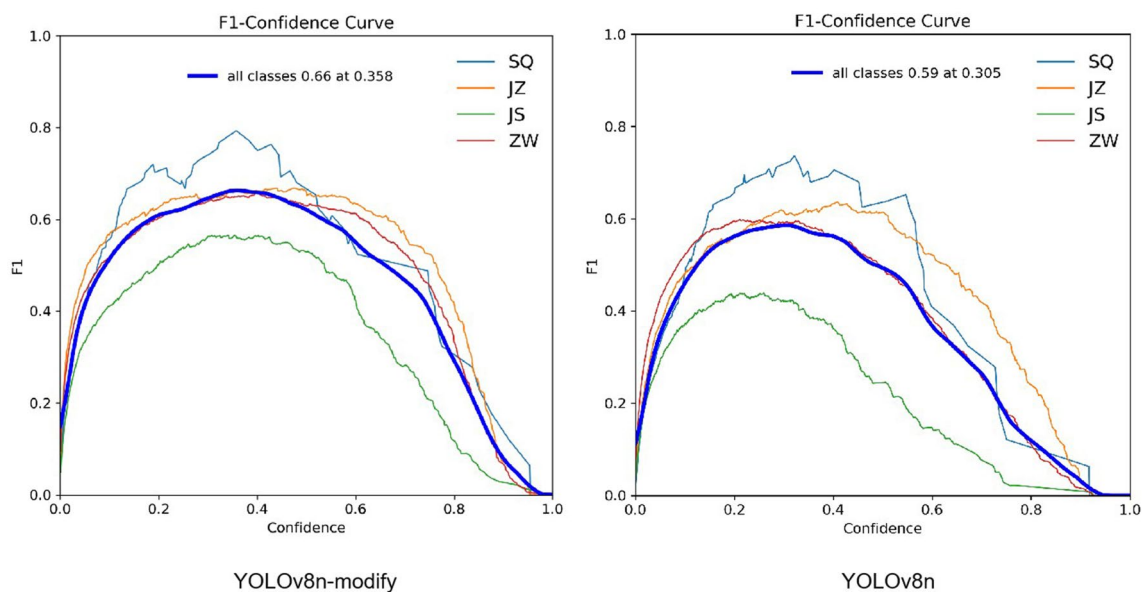 F1-Confidence Curve
all classes 0.66 at 0.358
SQ
JZ
JS
ZW
1.0
0.8
0.6
0.4
0.2
0.0
F1
0.0 0.2 0.4 0.6 0.8 1.0
Confidence
YOLOv8n-modify
F1-Confidence Curve
all classes 0.59 at 0.305
SQ
JZ
JS
ZW
1.0
0.8
0.6
0.4
0.2
0.0
F1
0.0 0.2 0.4 0.6 0.8 1.0
Confidence
YOLOv8n